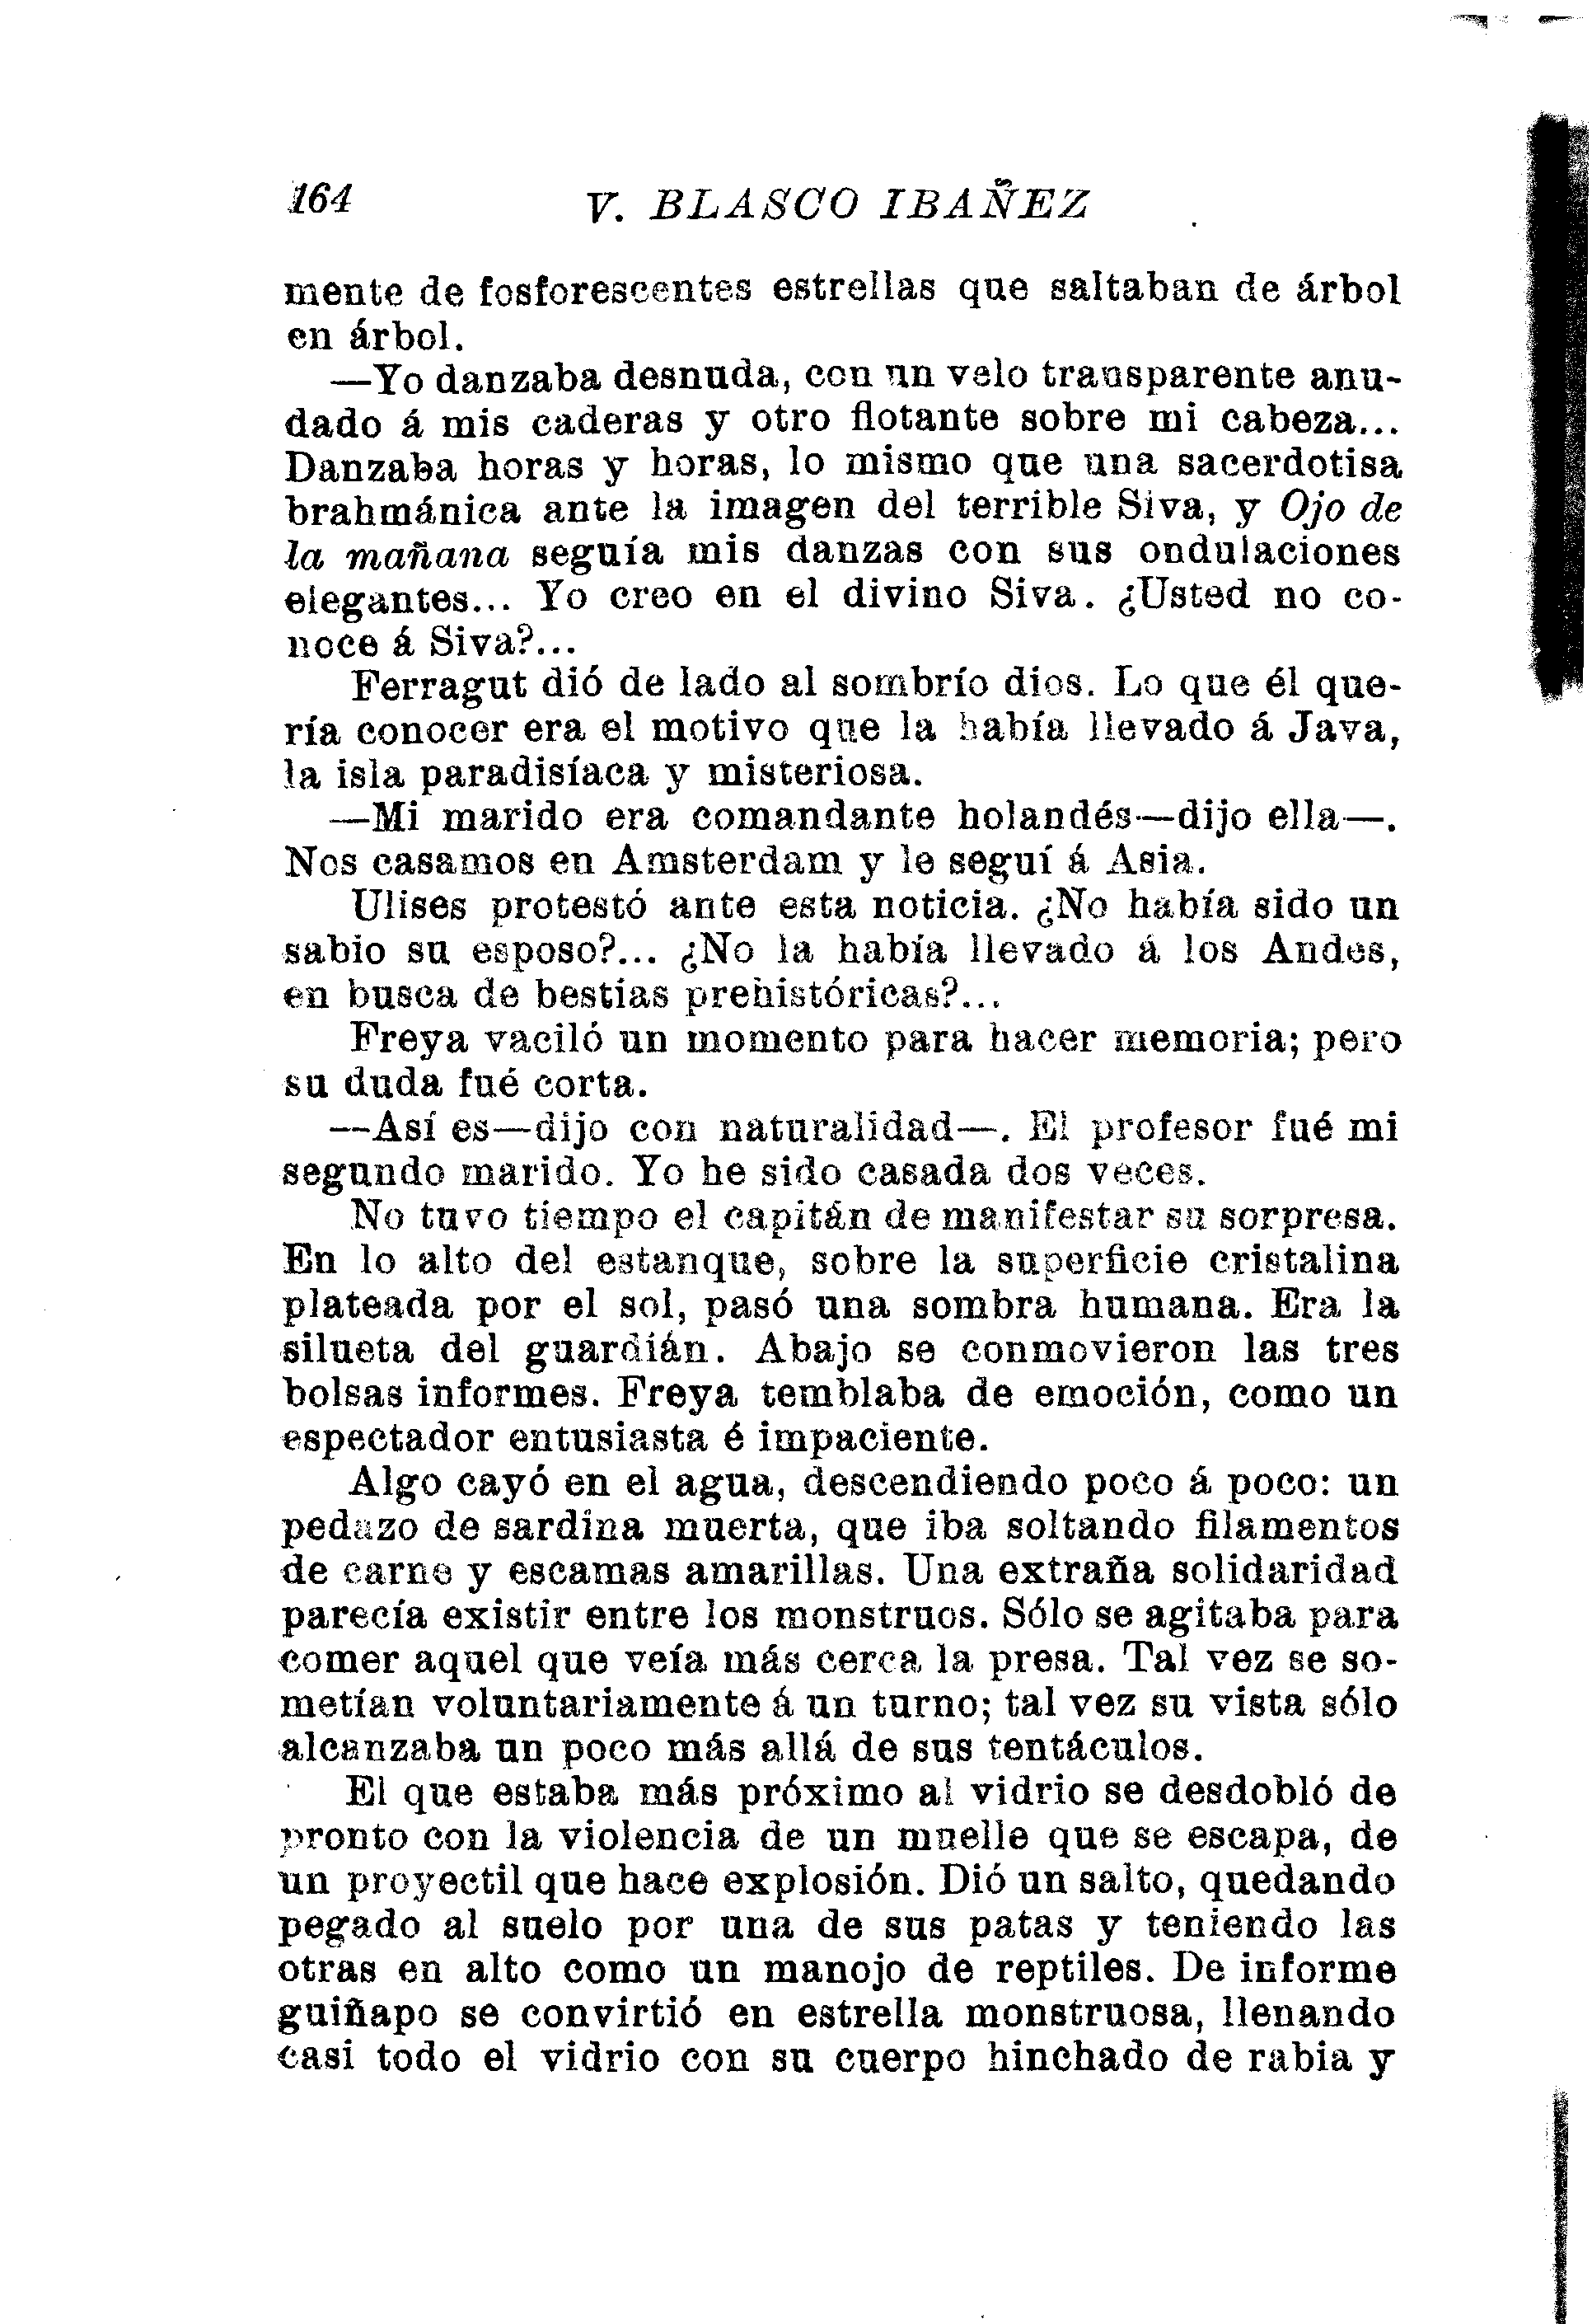 164
V. BLASCO IBAÑEZ
mente de fosforescentes estrellas que saltaban de árbol
en árbol.
—Yo danzaba desnuda, con un velo transparente anu-
dado á mis caderas y otro flotante sobre mi cabeza...
Danzaba horas y horas, lo mismo que una sacerdotisa
brahmánica ante la imagen del terrible Siva, y Ojo de
la mañana seguía mis danzas con sus ondulaciones
elegantes... Yo creo en el divino Siva. ¿Usted no co-
noce á Siva?...
Ferragut dió de lado al sombrío dios. Lo que él que-
ría conocer era el motivo que la había llevado á Java,
la isla paradisíaca y misteriosa.
—Mi marido era comandante holandés—dijo ella—.
Nos casamos en Amsterdam y le seguí á Asia.
Ulises protestó ante esta noticia. ¿No había sido un
sabio su esposo?... ¿No la había llevado á los Andes,
en busca de bestias prehistóricas?...
Freya vaciló un momento para hacer memoria; pero
su duda fué corta.
—Así es—dijo con naturalidad—. El profesor fué mi
segundo marido. Yo he sido casada dos veces.
No tuvo tiempo el capitán de manifestar su sorpresa.
En lo alto del estanque, sobre la superficie cristalina
plateada por el sol, pasó una sombra humana. Era la
silueta del guardián. Abajo se conmovieron las tres
bolsas informes. Freya temblaba de emoción, como un
espectador entusiasta é impaciente.
Algo cayó en el agua, descendiendo poco á poco: un
pedazo de sardina muerta, que iba soltando filamentos
de carne y escamas amarillas. Una extraña solidaridad
parecía existir entre los monstruos. Sólo se agitaba para
comer aquel que veía más cerca la presa. Tal vez se so-
metían voluntariamente á un turno; tal vez su vista sólo
alcanzaba un poco más allá de sus tentáculos.
El que estaba más próximo al vidrio se desdobló de
pronto con la violencia de un muelle que se escapa, de
un proyectil que hace explosión. Dió un salto, quedando
pegado al suelo por una de sus patas y teniendo las
otras en alto como un manojo de reptiles. De informe
guiñapo se convirtió en estrella monstruosa, llenando
casi todo el vidrio con su cuerpo hinchado de rabia y